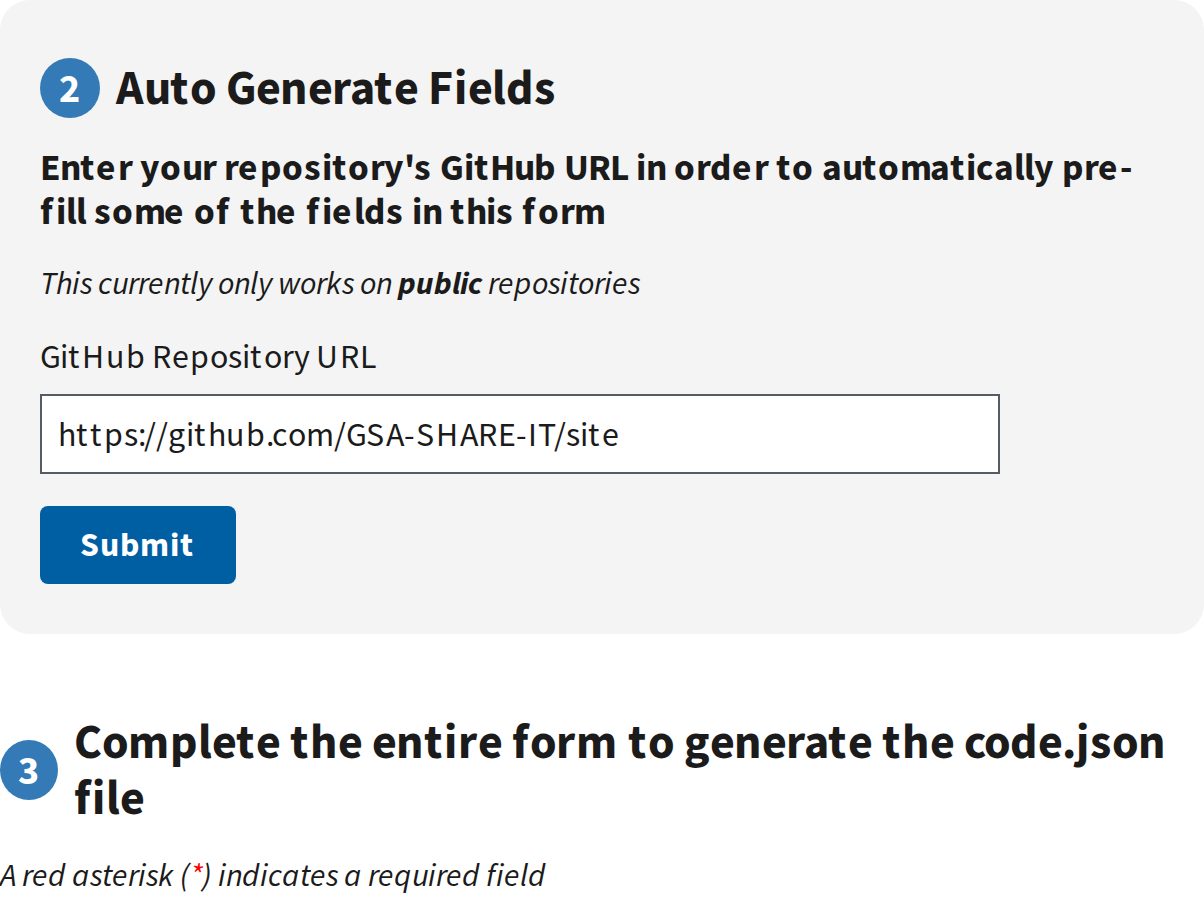 2 Auto Generate Fields
Enter your repository's GitHub URL in order to automatically pre-
fill some of the fields in this form
This currently only works on public repositories
GitHub Repository URL
https://github.com/GSA-SHARE-IT/site
Submit
3 Complete the entire form to generate the code.json
file
A red asterisk (*) indicates a required field